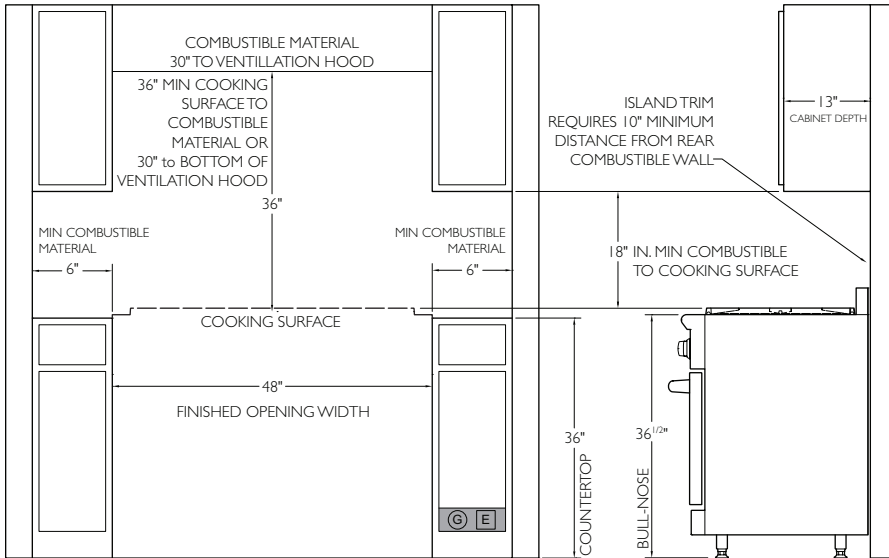 COMBUSTIBLE MATERIAL
30" TO VENTILLATION HOOD
36" MIN COOKING
SURFACE TO
COMBUSTIBLE
MATERIAL OR
30" to BOTTOM OF
VENTILATION HOOD
36"
MIN COMBUSTIBLE
MATERIAL
6"
MIN COMBUSTIBLE
MATERIAL
6"
COOKING SURFACE
48"
FINISHED OPENING WIDTH
G E
ISLAND TRIM
REQUIRES 10" MINIMUM
DISTANCE FROM REAR
COMBUSTIBLE WALL
13"
CABINET DEPTH
18" IN. MIN COMBUSTIBLE
TO COOKING SURFACE
36"
COUNTERTOP
36 1/2"
BULL-NOSE